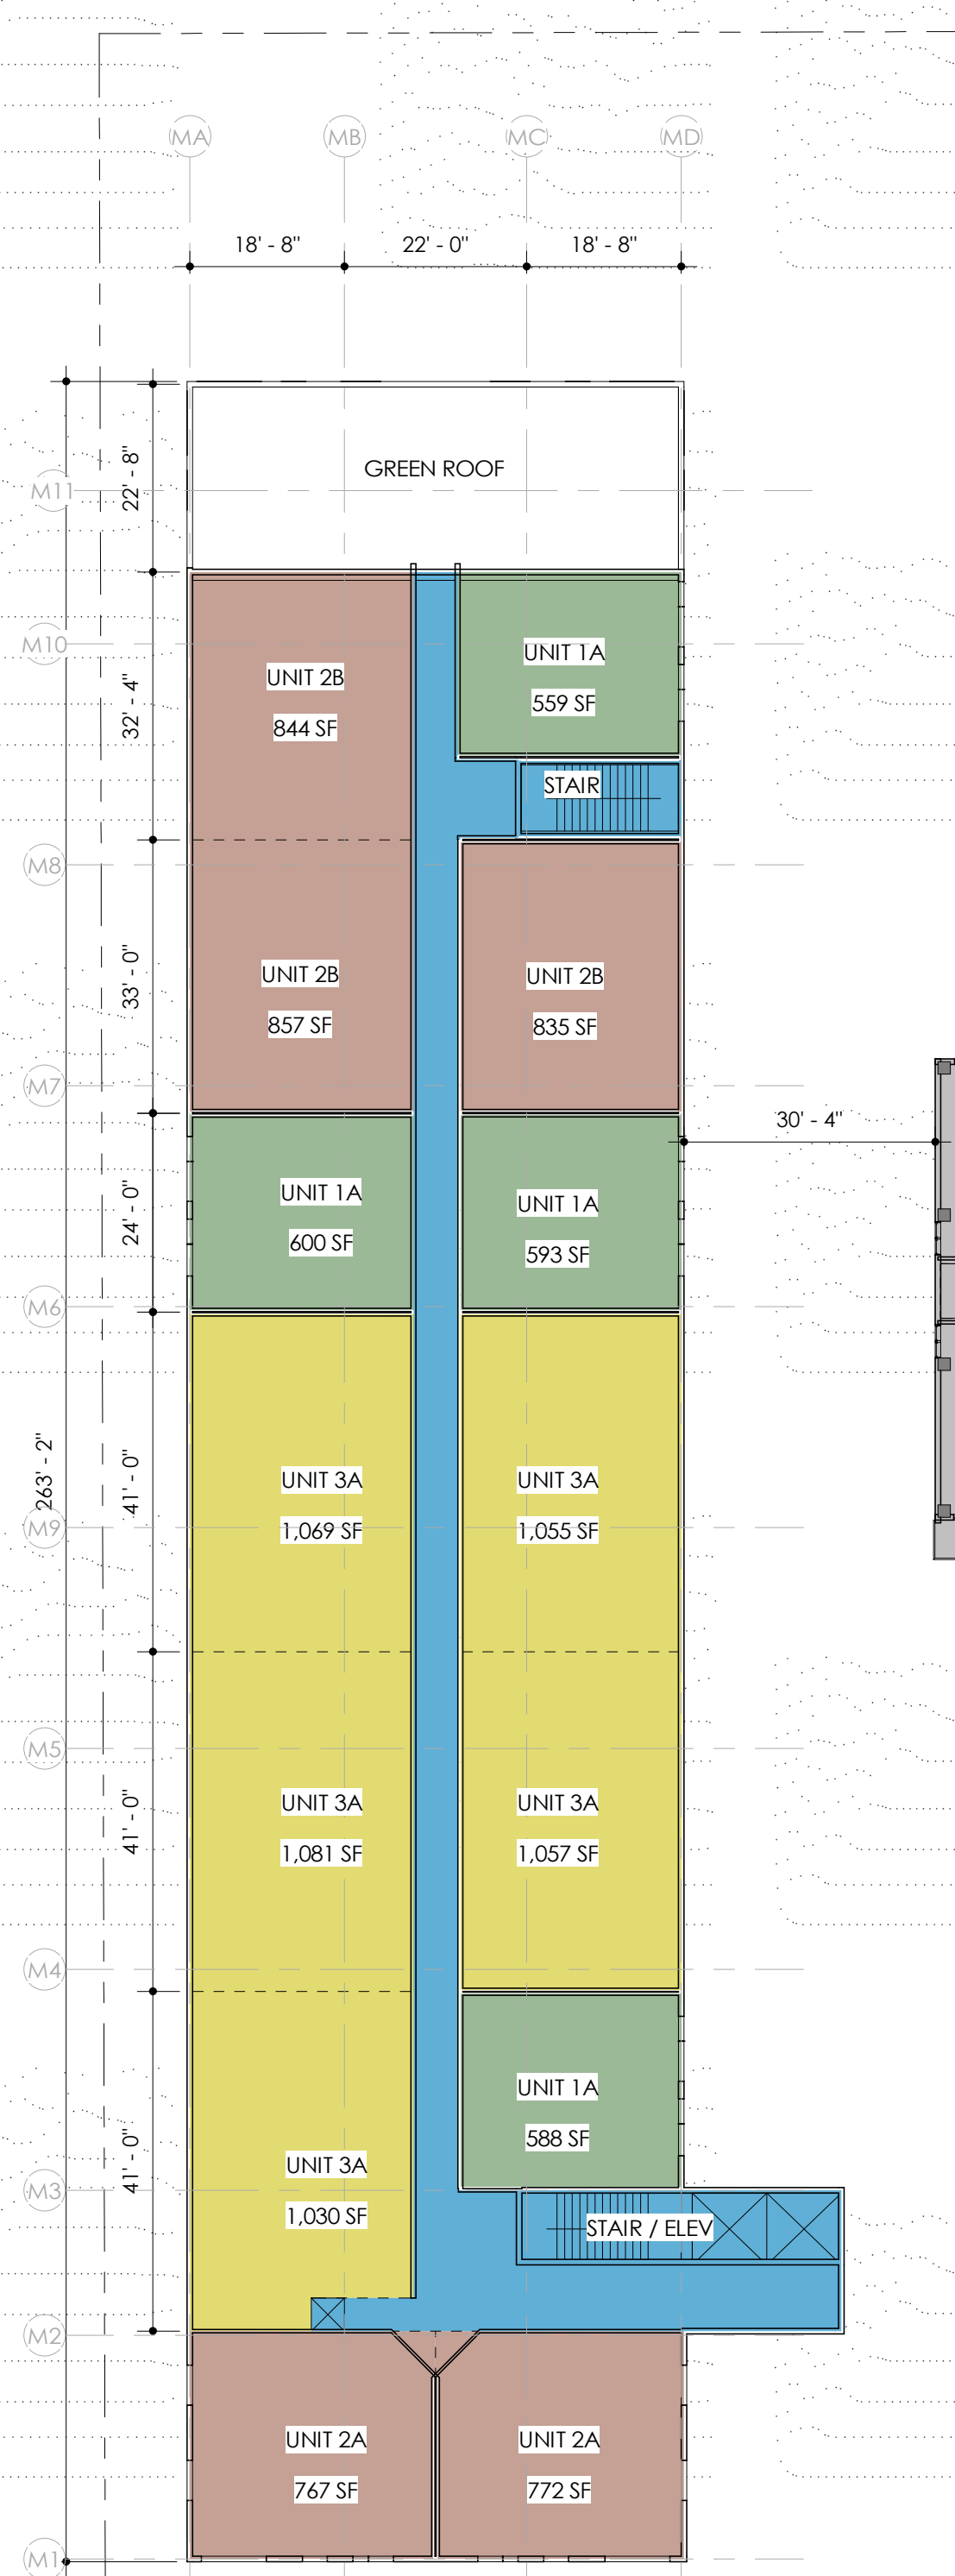 MA MB MC MD
18' - 8" 22' - 0" 18' - 8"
GREEN ROOF
22' - 8"
M11
UNIT 1A
559 SF
M10
UNIT 2B
844 SF
32' - 4"
STAIR
M8
UNIT 2B
857 SF
UNIT 2B
835 SF
33' - 0"
M7
30' - 4"
UNIT 1A
600 SF
UNIT 1A
593 SF
24' - 0"
M6
263' - 2"
41' - 0"
UNIT 3A
1,069 SF
UNIT 3A
1,055 SF
M9
M5
41' - 0"
UNIT 3A
1,081 SF
UNIT 3A
1,057 SF
M4
UNIT 1A
588 SF
41' - 0"
M3
UNIT 3A
1,030 SF
STAIR / ELEV
M2
UNIT 2A
767 SF
UNIT 2A
772 SF
M1